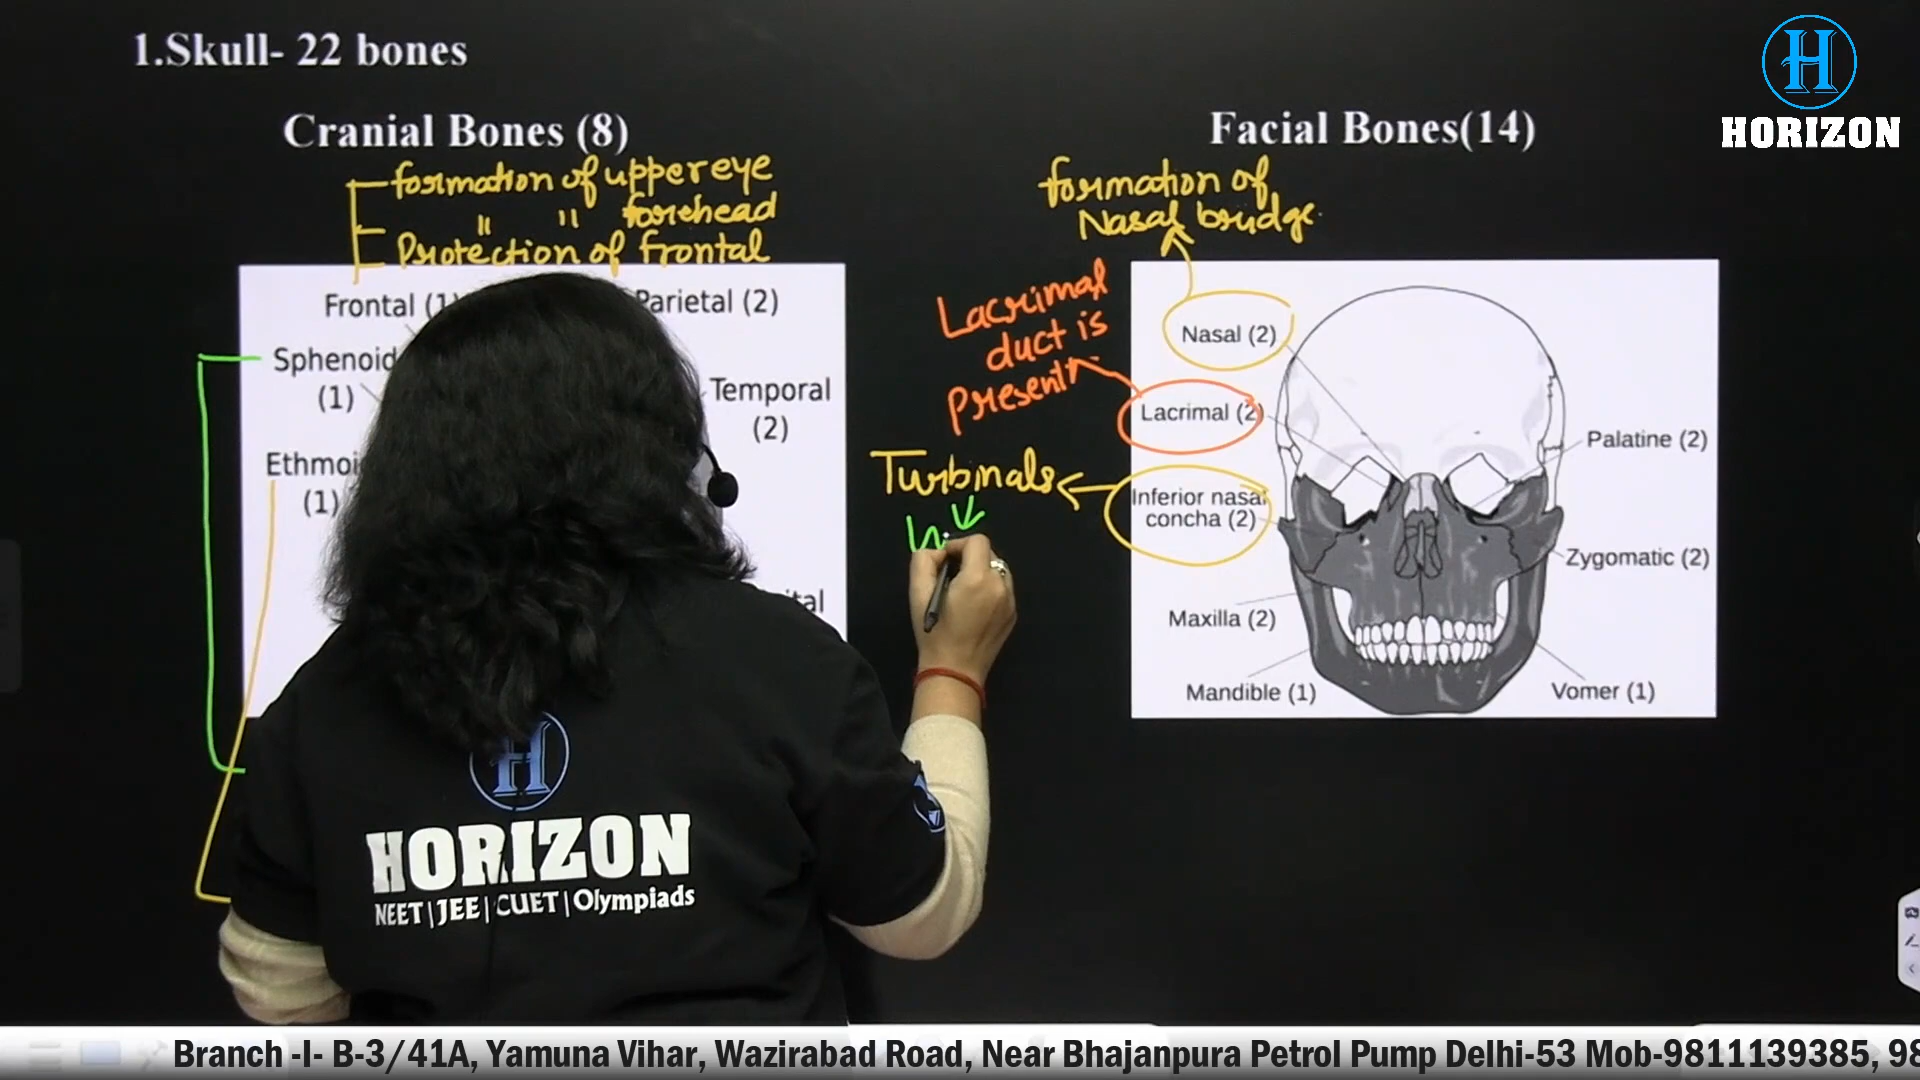 1.Skull- 22 bones
H
HORIZON
Cranial Bones (8)
formation of upper eye
" " forehead
Protection of frontal
Frontal (1)
Parietal (2)
Sphenoid
(1)
Temporal
(2)
(1)
Facial Bones(14)
formation of
Nasal bridge
Lacrimal
duct is
present
Turbinals
Nasal (2)
Lacrimal (2)
Inferior nasal
concha (2)
Maxilla (2)
Mandible (1)
Palatine (2)
Zygomatic (2)
Vomer (1)
H
HORIZON
NEET|JEE|CUET|Olympiads
Branch -I- B-3/41A, Yamuna Vihar, Wazirabad Road, Near Bhajanpura Petrol Pump Delhi-53 Mob-9811139385, 98